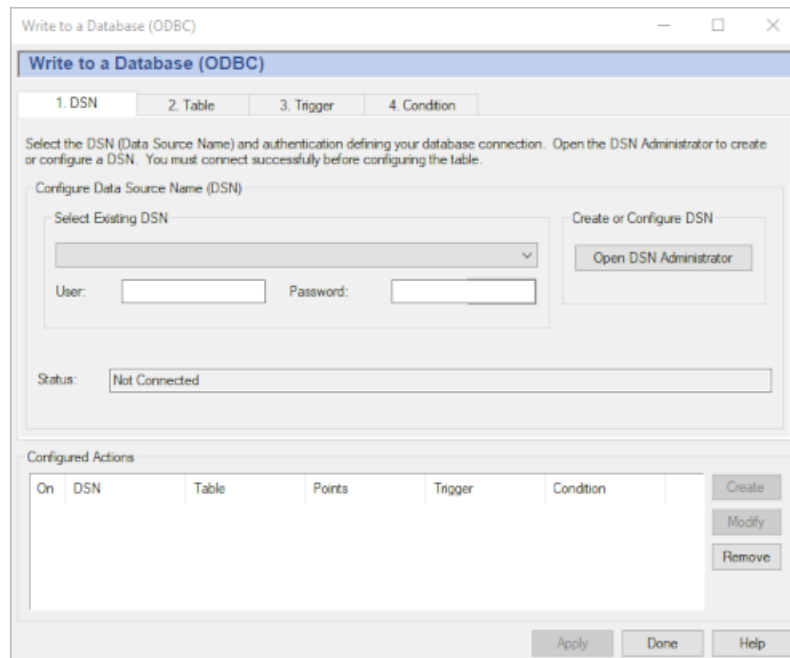 Write to a Database (ODBC)
Write to a Database (ODBC)
1. DSN 2. Table 3. Trigger 4. Condition
Select the DSN (Data Source Name) and authentication defining your database connection. Open the DSN Administrator to create
or configure a DSN. You must connect successfully before configuring the table.
Configure Data Source Name (DSN)
Select Existing DSN Create or Configure DSN
Open DSN Administrator
User: Password:
Status: Not Connected
Configured Actions
On DSN Table Points Trigger Condition Create
Modify
Remove
Apply Done Help